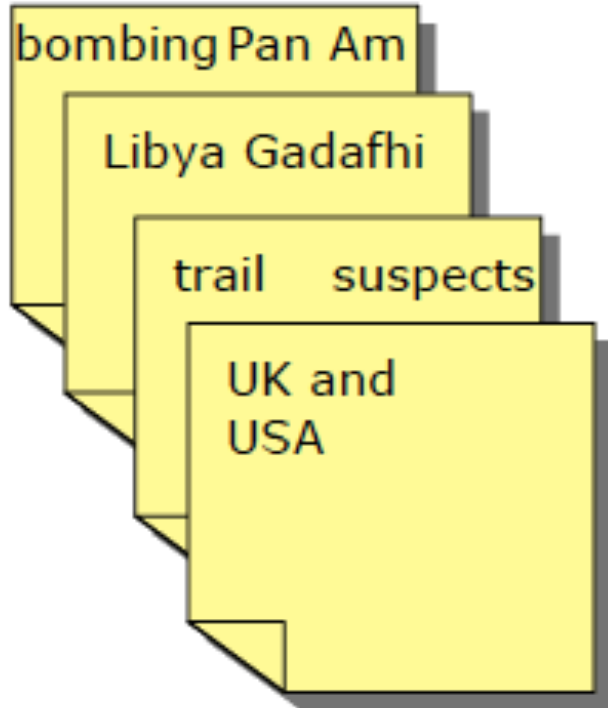 bombing Pan Am
Libya Gadafhi
trail suspects
UK and
USA